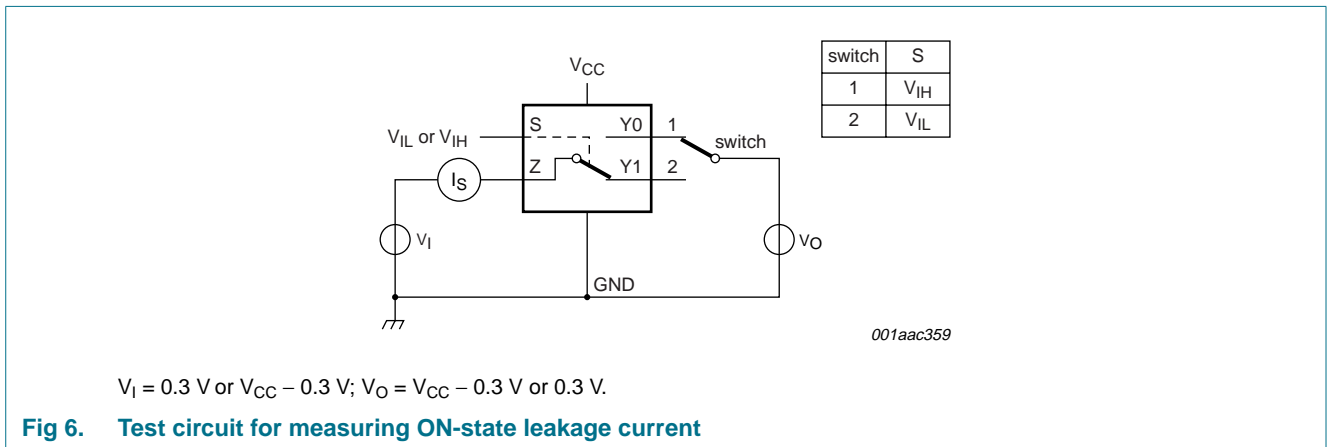 switch S
1 VIH
2 VIL
VCC
VIL or VIH
S
Y0
1
switch
Z
Y1
2
IS
VI
VO
GND
001aac359
VI = 0.3 V or VCC − 0.3 V; VO = VCC − 0.3 V or 0.3 V.
Fig 6. Test circuit for measuring ON-state leakage current